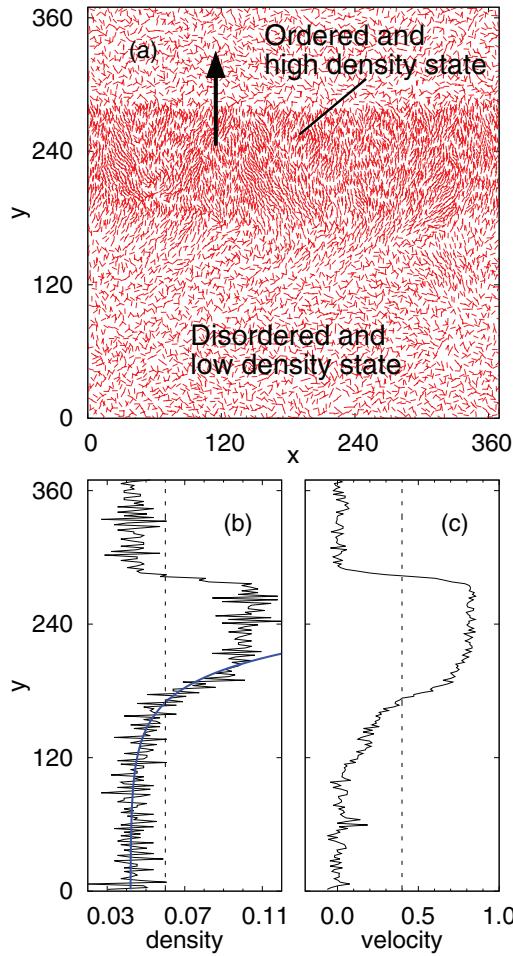 360
(a)
Ordered and
high density state
240
y
120
Disordered and
low density state
0
0 120 240 360
x
360
(b)
(c)
240
y
120
0
0.03 0.07 0.11
density
0.0 0.5 1.0
velocity